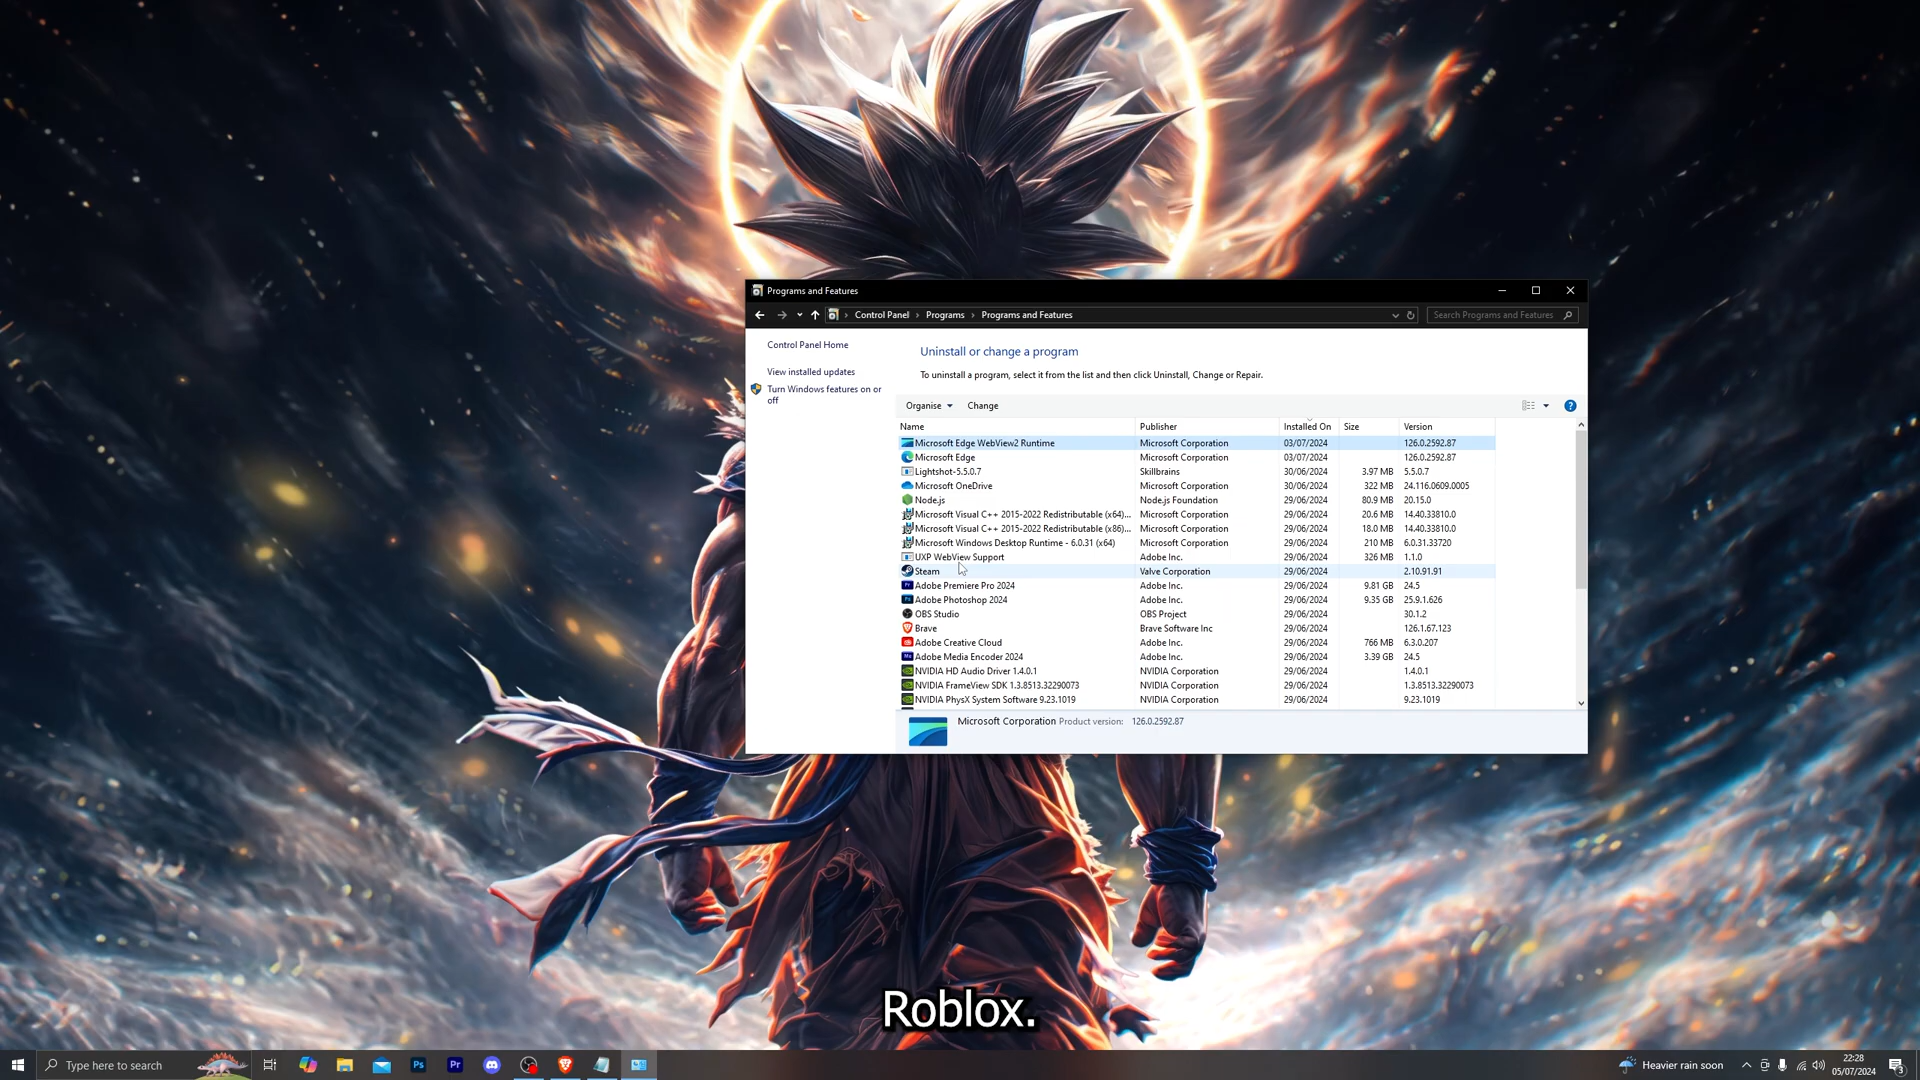 Programs and Features
Control Panel > Programs > Programs and Features
Search Programs and Features
Control Panel Home
View installed updates
Turn Windows features on or
off
Uninstall or change a program
To uninstall a program, select it from the list and then click Uninstall, Change or Repair.
Organise Change
Name Publisher Installed On Size Version
Microsoft Edge WebView2 Runtime Microsoft Corporation 03/07/2024 126.0.2592.87
Microsoft Edge Microsoft Corporation 03/07/2024 126.0.2592.87
Lightshot-5.5.0.7 Skillbrains 30/06/2024 3.97 MB 5.5.0.7
Microsoft OneDrive Microsoft Corporation 30/06/2024 322 MB 24.116.0609.0005
Node.js Node.js Foundation 29/06/2024 80.9 MB 20.15.0
Microsoft Visual C++ 2015-2022 Redistributable (x64)... Microsoft Corporation 29/06/2024 20.6 MB 14.40.33810.0
Microsoft Visual C++ 2015-2022 Redistributable (x86)... Microsoft Corporation 29/06/2024 18.0 MB 14.40.33810.0
Microsoft Windows Desktop Runtime - 6.0.31 (x64) Microsoft Corporation 29/06/2024 210 MB 6.0.31.33720
UXP WebView Support Adobe Inc. 29/06/2024 326 MB 1.1.0
Steam Valve Corporation 29/06/2024 2.10.91.91
Adobe Premiere Pro 2024 Adobe Inc. 29/06/2024 9.81 GB 24.5
Adobe Photoshop 2024 Adobe Inc. 29/06/2024 9.35 GB 25.9.1.626
OBS Studio OBS Project 29/06/2024 30.1.2
Brave Brave Software Inc 29/06/2024 126.1.67.123
Adobe Creative Cloud Adobe Inc. 29/06/2024 766 MB 6.3.0.207
Adobe Media Encoder 2024 Adobe Inc. 29/06/2024 3.39 GB 24.5
NVIDIA HD Audio Driver 1.4.0.1 NVIDIA Corporation 29/06/2024 1.4.0.1
NVIDIA FrameView SDK 1.3.8513.32290073 NVIDIA Corporation 29/06/2024 1.3.8513.32290073
NVIDIA PhysX System Software 9.23.1019 NVIDIA Corporation 29/06/2024 9.23.1019
Microsoft Corporation Product version: 126.0.2592.87
Roblox.
Type here to search
Ps
Pr
Heavier rain soon
22:28
05/07/2024
3